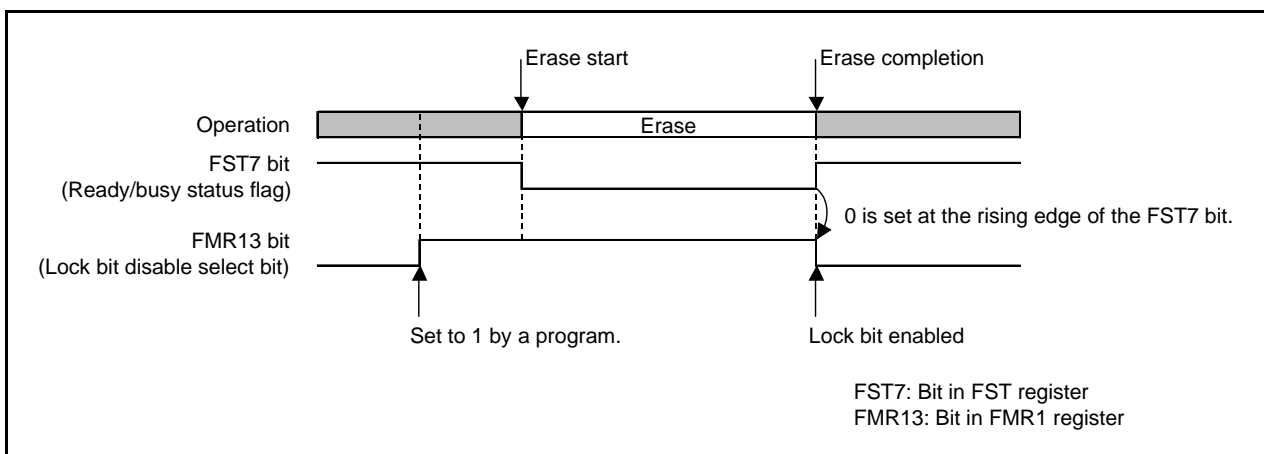 Erase start
Erase completion
Operation
Erase
FST7 bit
(Ready/busy status flag)
0 is set at the rising edge of the FST7 bit.
FMR13 bit
(Lock bit disable select bit)
Set to 1 by a program.
Lock bit enabled
FST7: Bit in FST register
FMR13: Bit in FMR1 register